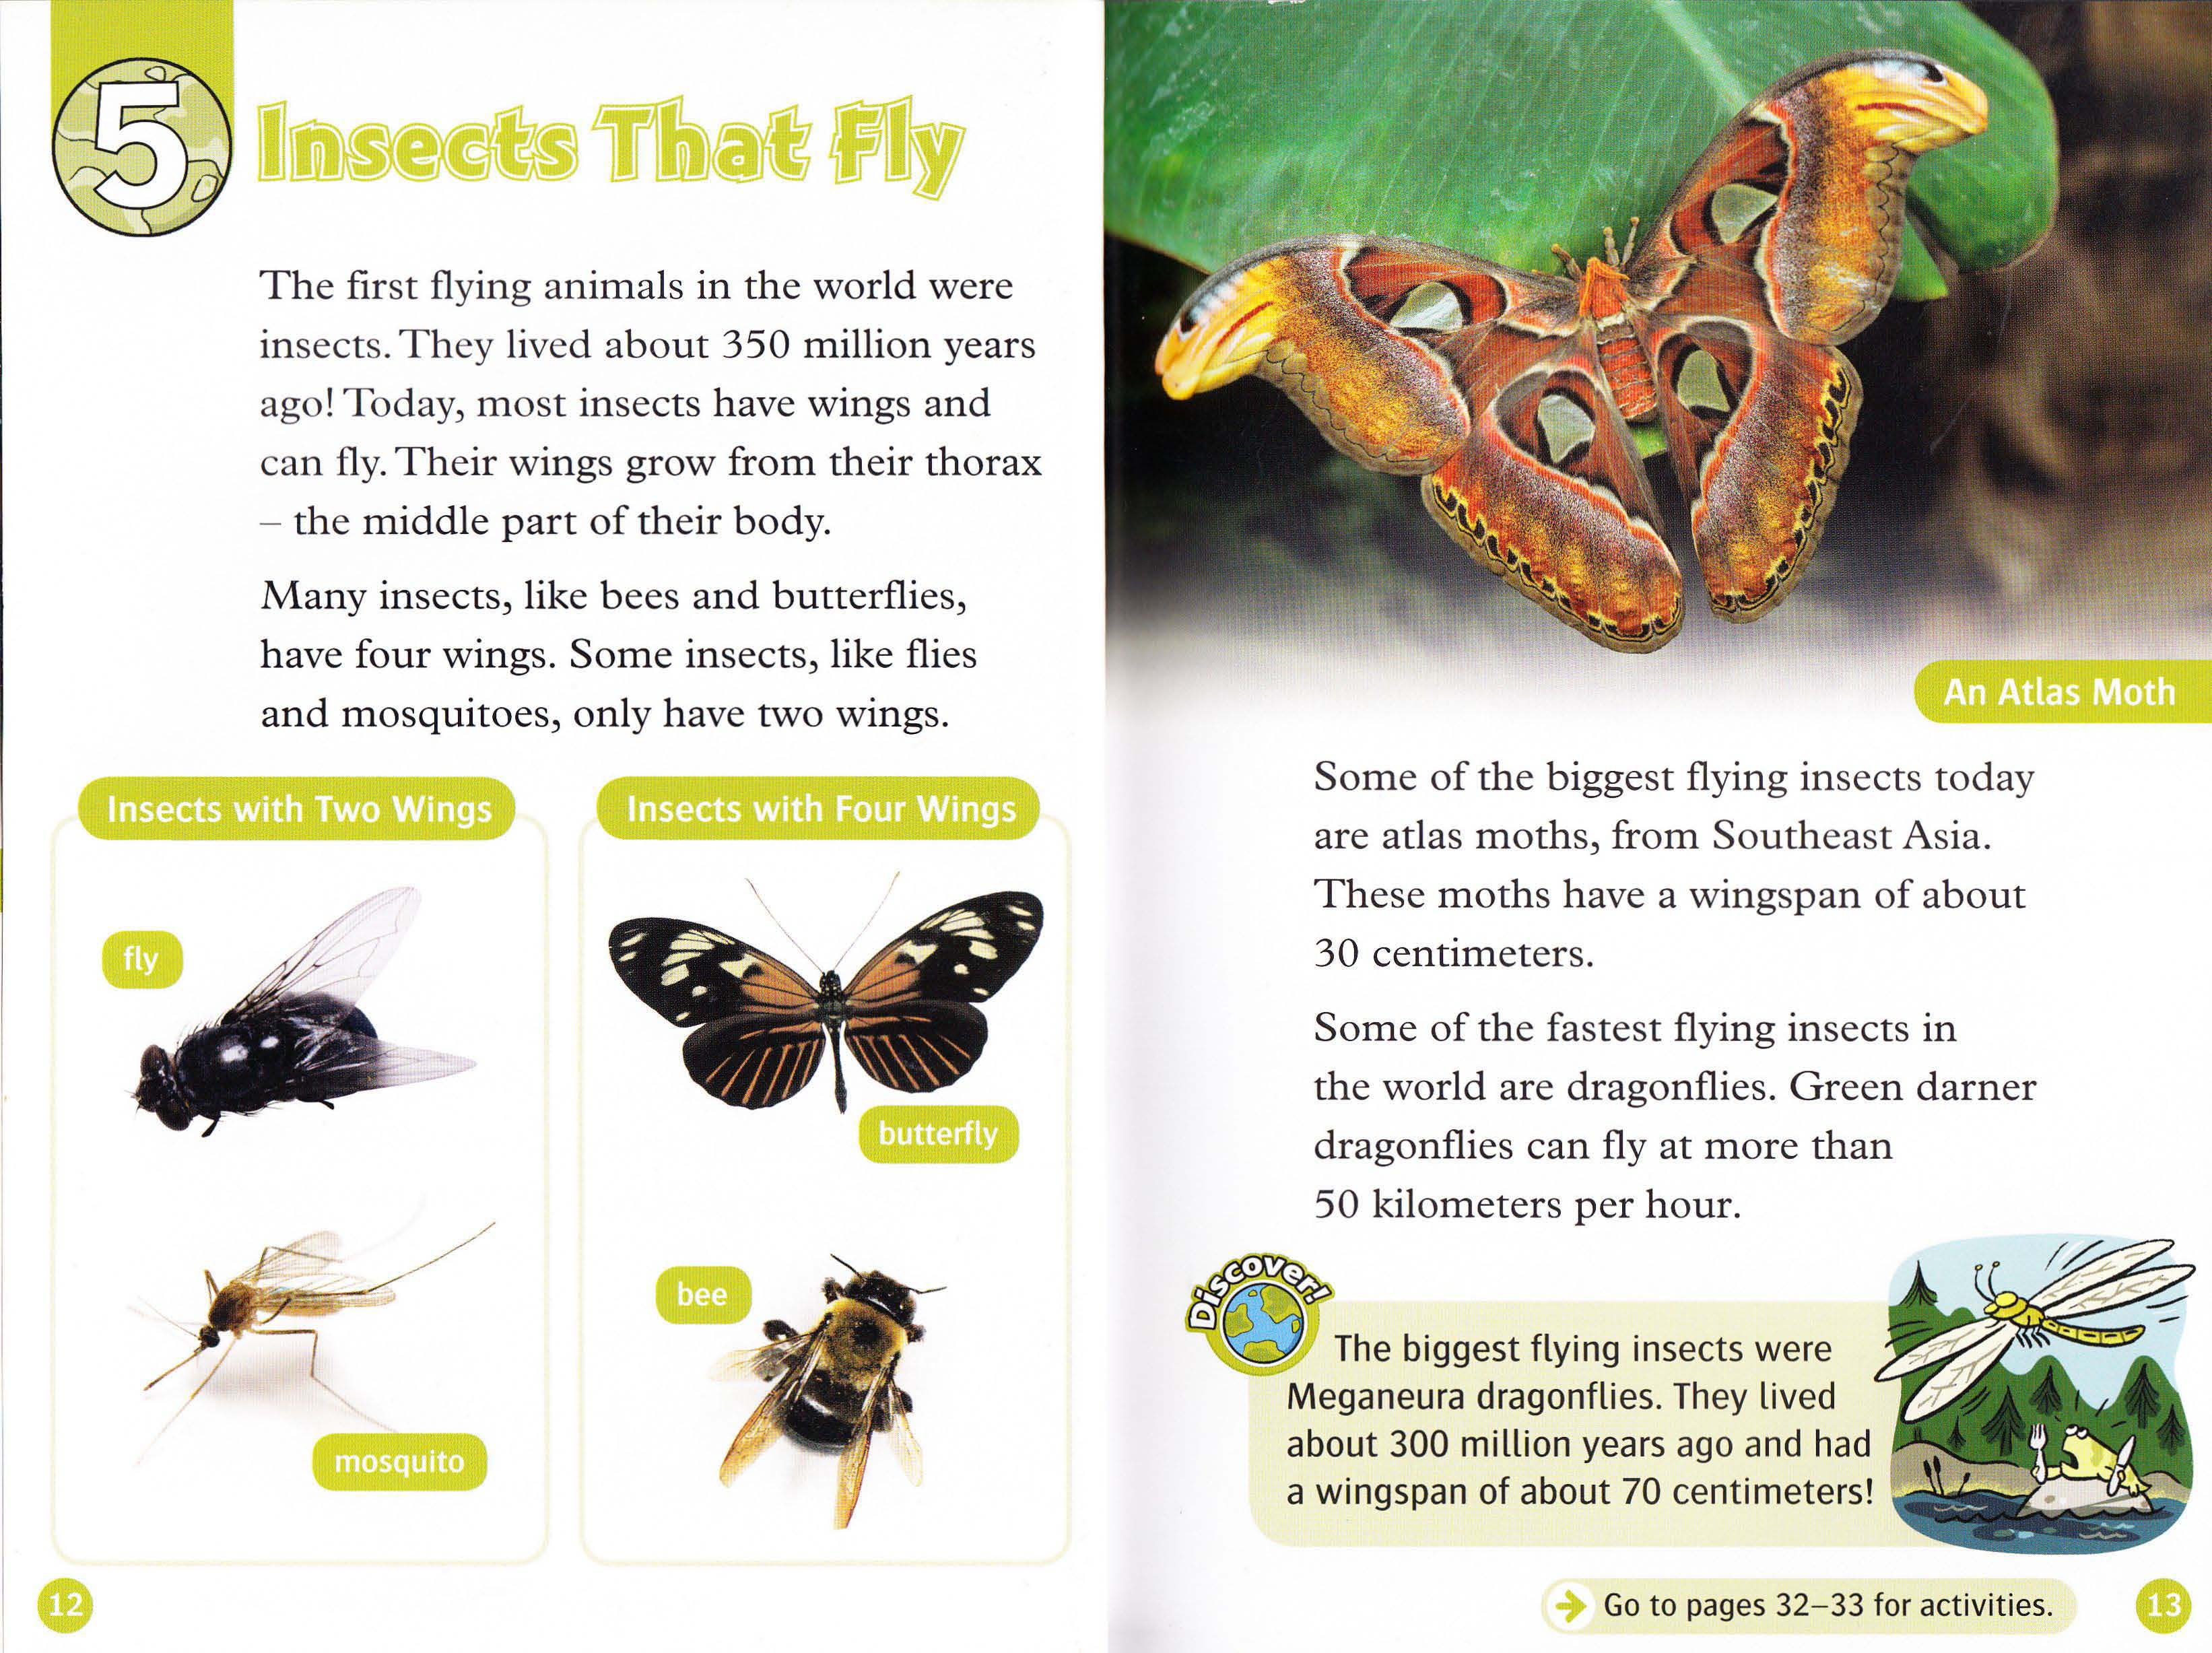 5
Insects That Fly
The first flying animals in the world were
insects. They lived about 350 million years
ago! Today, most insects have wings and
can fly. Their wings grow from their thorax
– the middle part of their body.
Many insects, like bees and butterflies,
have four wings. Some insects, like flies
and mosquitoes, only have two wings.
Insects with Two Wings
fly
mosquito
Insects with Four Wings
butterfly
bee
12
An Atlas Moth
Some of the biggest flying insects today
are atlas moths, from Southeast Asia.
These moths have a wingspan of about
30 centimeters.
Some of the fastest flying insects in
the world are dragonflies. Green darner
dragonflies can fly at more than
50 kilometers per hour.
Discover!
The biggest flying insects were
Meganeura dragonflies. They lived
about 300 million years ago and had
a wingspan of about 70 centimeters!
Go to pages 32–33 for activities.
13